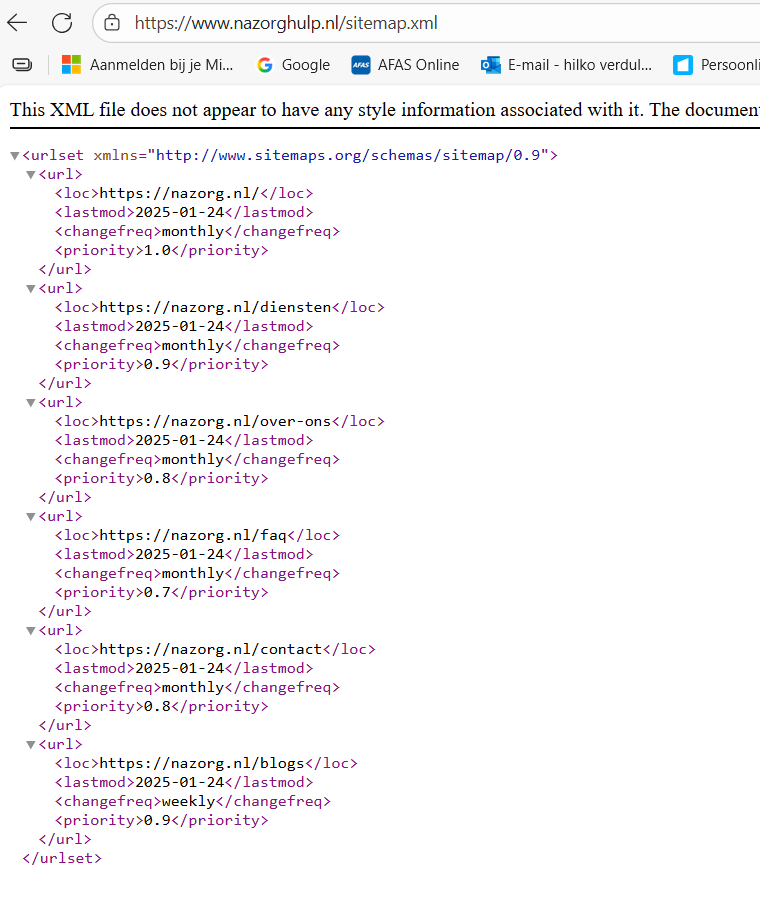 https://www.nazorghulp.nl/sitemap.xml
Aanmelden bij je Mi... Google AFAS AFAS Online E-mail - hilko verdul... Persoonli
This XML file does not appear to have any style information associated with it. The documen
▼<urlset xmlns="http://www.sitemaps.org/schemas/sitemap/0.9">
▼<url>
<loc>https://nazorg.nl/</loc>
<lastmod>2025-01-24</lastmod>
<changefreq>monthly</changefreq>
<priority>1.0</priority>
</url>
▼<url>
<loc>https://nazorg.nl/diensten</loc>
<lastmod>2025-01-24</lastmod>
<changefreq>monthly</changefreq>
<priority>0.9</priority>
</url>
▼<url>
<loc>https://nazorg.nl/over-ons</loc>
<lastmod>2025-01-24</lastmod>
<changefreq>monthly</changefreq>
<priority>0.8</priority>
</url>
▼<url>
<loc>https://nazorg.nl/faq</loc>
<lastmod>2025-01-24</lastmod>
<changefreq>monthly</changefreq>
<priority>0.7</priority>
</url>
▼<url>
<loc>https://nazorg.nl/contact</loc>
<lastmod>2025-01-24</lastmod>
<changefreq>monthly</changefreq>
<priority>0.8</priority>
</url>
▼<url>
<loc>https://nazorg.nl/blogs</loc>
<lastmod>2025-01-24</lastmod>
<changefreq>weekly</changefreq>
<priority>0.9</priority>
</url>
</urlset>